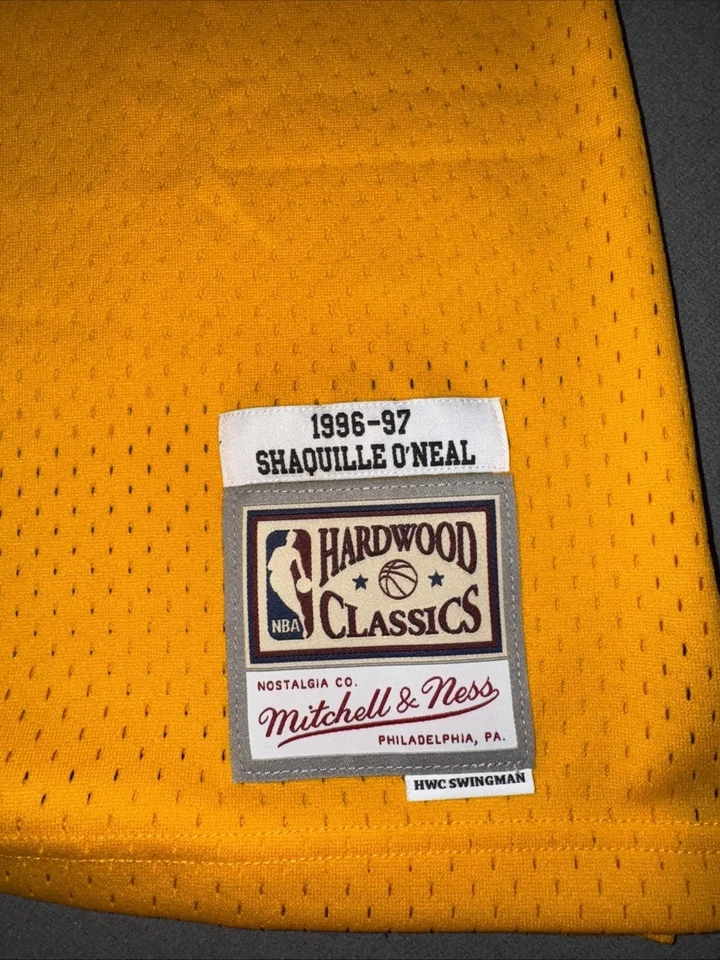 1996-97
SHAQUILLE O'NEAL
HARDWOOD
CLASSICS
NBA
NOSTALGIA CO.
Mitchell & Ness
PHILADELPHIA, PA.
HWC SWINGMAN